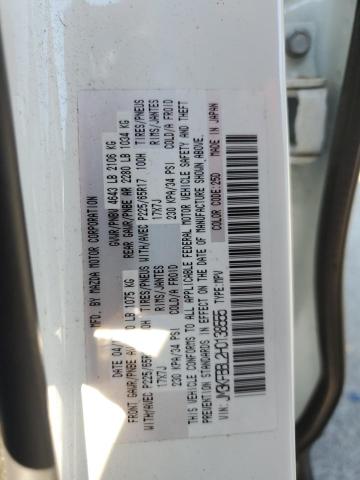 MFD. BY MAZDA MOTOR CORPORATION
DATE 04/ GVWR/PNBV 4643 LB 2106 KG
FRONT GAWR/PNBE AV LB 1075 KG REAR GAWR/PNBE AR 2280 LB 1034 KG
WITH/AVEC P225/65R 100H TIRES/PNEUS WITH/AVEC P225/65R17 100H TIRES/PNEUS
17X7J RIMS/JANTES 17X7J RIMS/JANTES
230 KPA/34 PSI COLD/A FROID 230 KPA/34 PSI COLD/A FROID
THIS VEHICLE CONFORMS TO ALL APPLICABLE FEDERAL MOTOR VEHICLE SAFETY AND THEFT
PREVENTION STANDARDS IN EFFECT ON THE DATE OF MANUFACTURE SHOWN ABOVE.
VIN: JM3KFBBL2H0138555 TYPE:MPV COLOR/CODE:25D MADE IN JAPAN